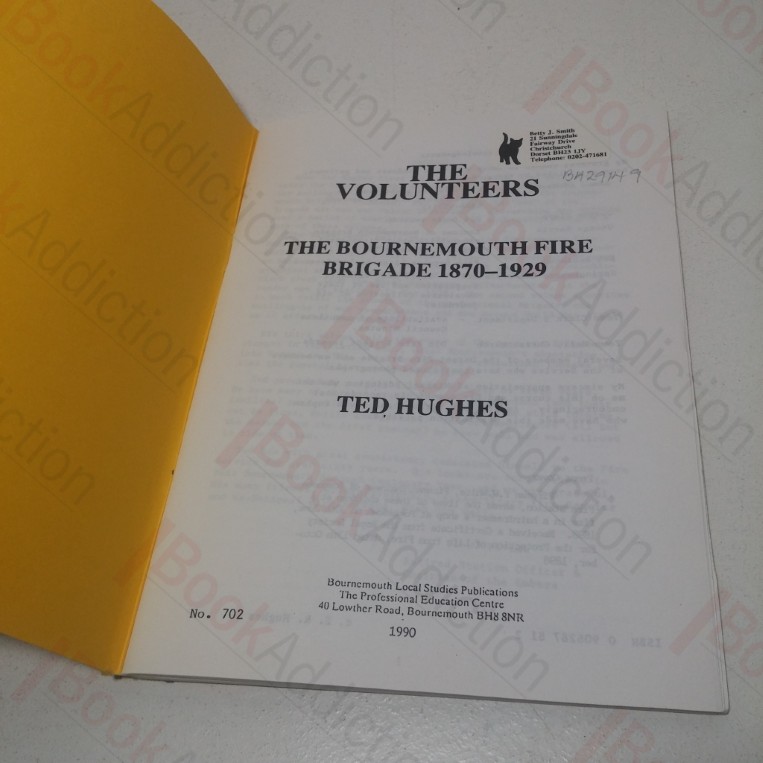 Betty J. Smith
21 Sunningdale
Fairway Drive
Christchurch
Dorset BH23 1JY
Telephone: 0202-471681
THE
VOLUNTEERS
THE BOURNEMOUTH FIRE
BRIGADE 1870–1929
TED HUGHES
Bournemouth Local Studies Publications
The Professional Education Centre
40 Lowther Road, Bournemouth BH8 8NR
No. 702
1990
BookAddiction